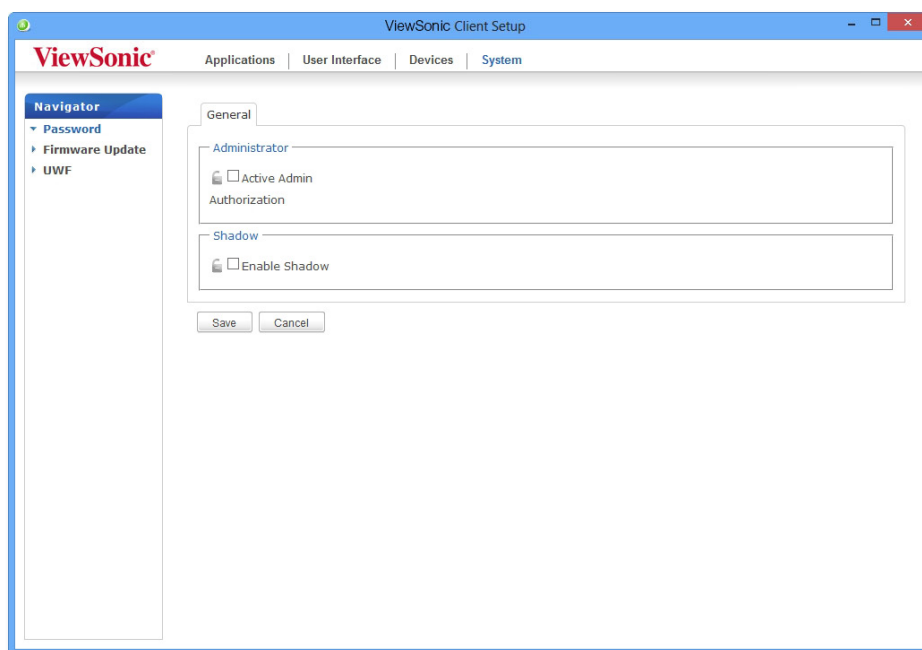 ViewSonic Client Setup
ViewSonic®
Applications | User Interface | Devices | System
Navigator
Password
Firmware Update
UWF
General
Administrator
Active Admin
Authorization
Shadow
Enable Shadow
Save Cancel